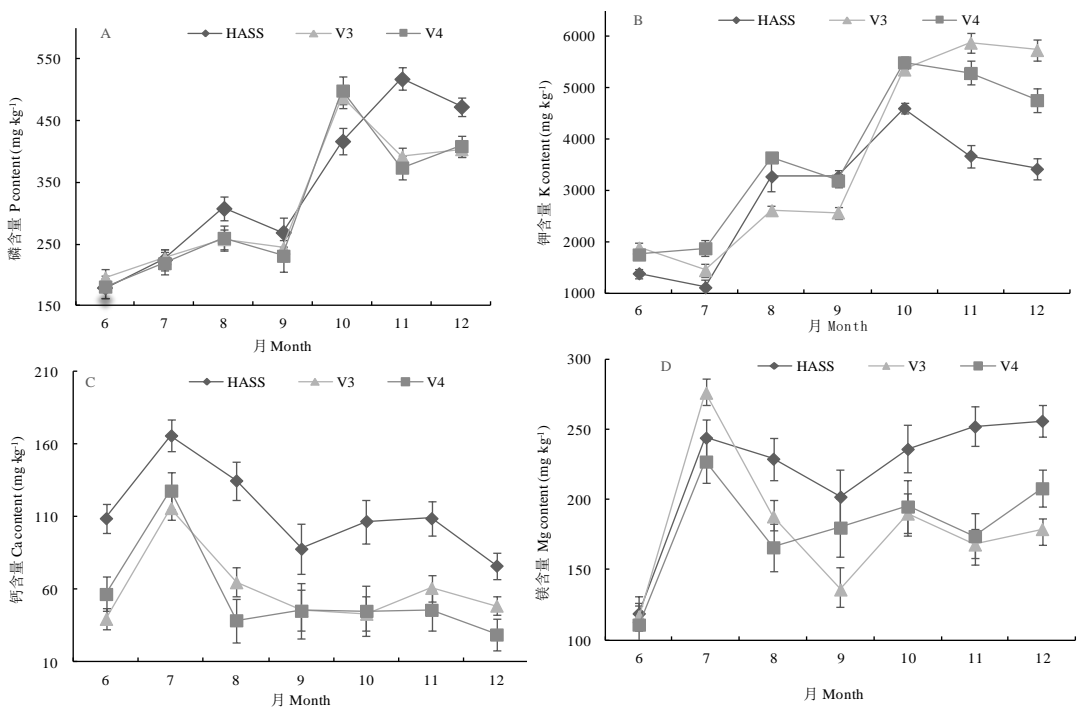 A
HASS V3 V4
550
450
350
250
150
磷含量 P content (mg·kg-1)
6 7 8 9 10 11 12
月 Month
B
HASS V3 V4
6000
5000
4000
3000
2000
1000
钾含量 K content (mg·kg-1)
6 7 8 9 10 11 12
月 Month
C
HASS V3 V4
210
160
110
60
10
钙含量 Ca content (mg·kg-1)
6 7 8 9 10 11 12
月 Month
D
HASS V3 V4
300
250
200
150
100
镁含量 Mg content (mg·kg-1)
6 7 8 9 10 11 12
月 Month